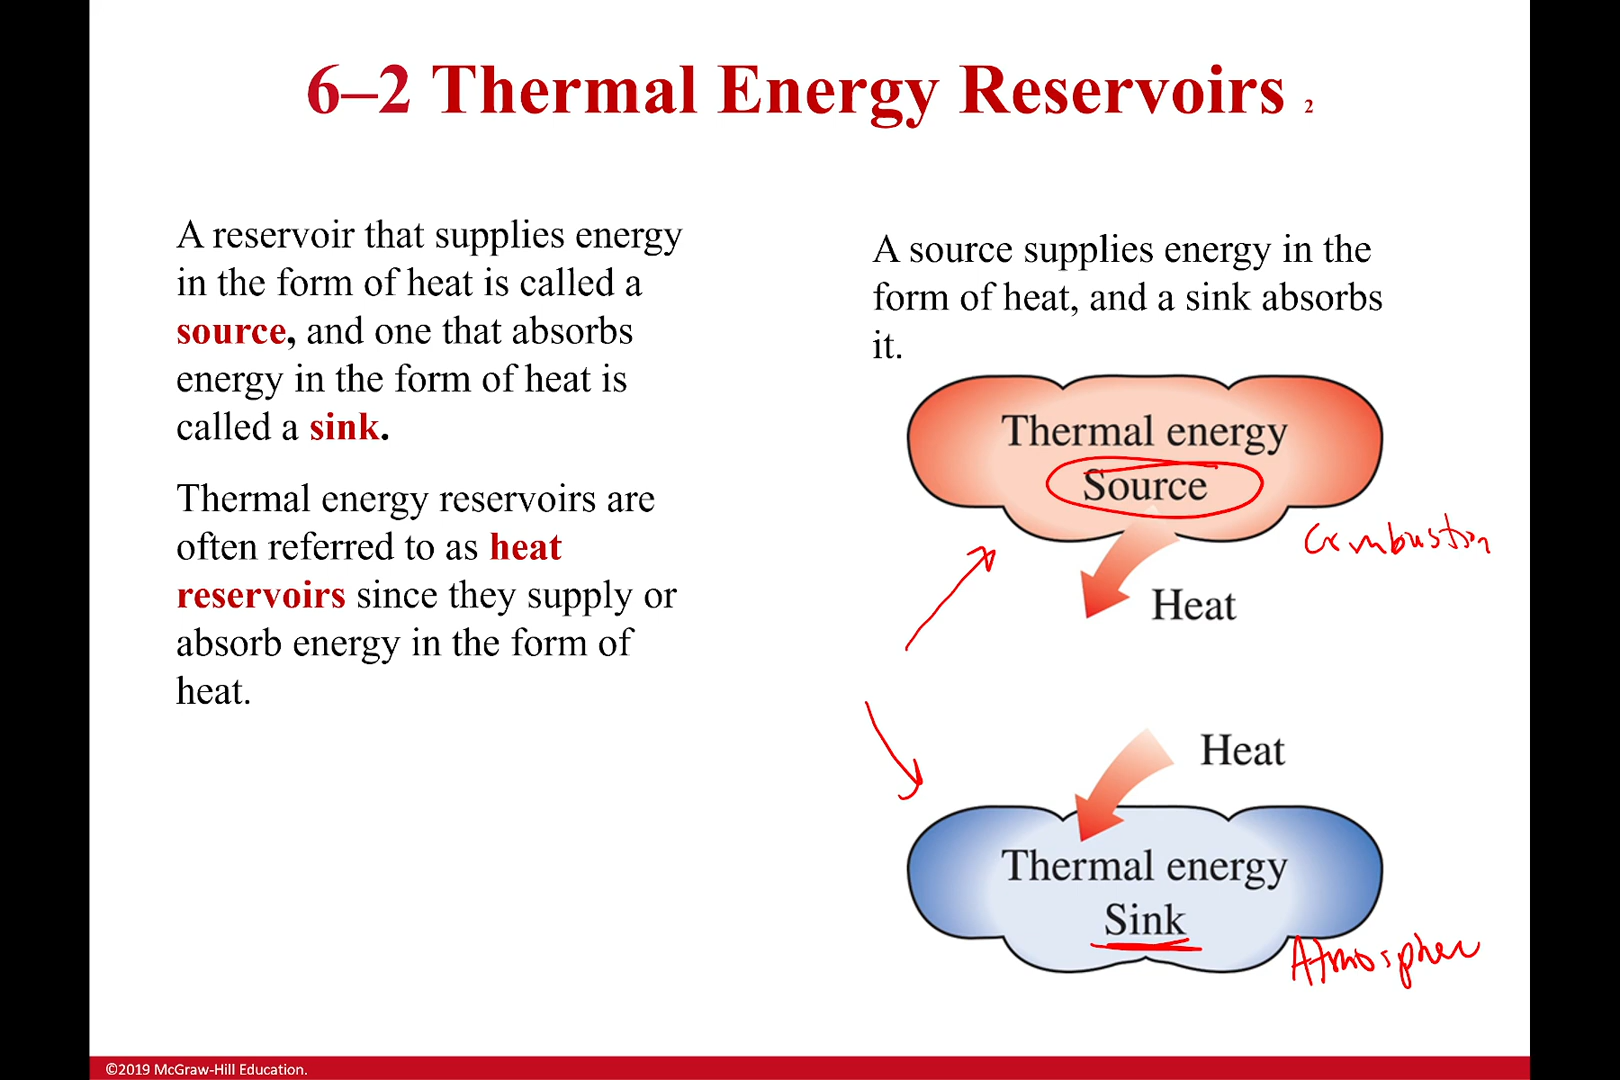 6–2 Thermal Energy Reservoirs 2
A reservoir that supplies energy
in the form of heat is called a
source, and one that absorbs
energy in the form of heat is
called a sink.
Thermal energy reservoirs are
often referred to as heat
reservoirs since they supply or
absorb energy in the form of
heat.
A source supplies energy in the
form of heat, and a sink absorbs
it.
Thermal energy
Source
Combustion
Heat
Heat
Thermal energy
Sink
Atmosphere
©2019 McGraw-Hill Education.